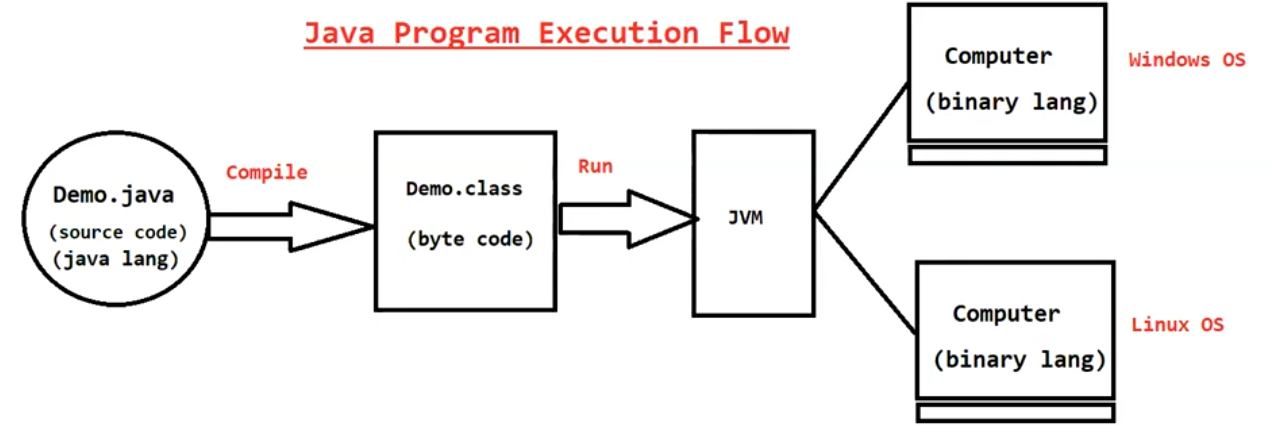 Java Program Execution Flow
Demo.java
(source code)
(java lang)
Compile
Demo.class
(byte code)
Run
JVM
Computer
(binary lang)
Windows OS
Computer
(binary lang)
Linux OS